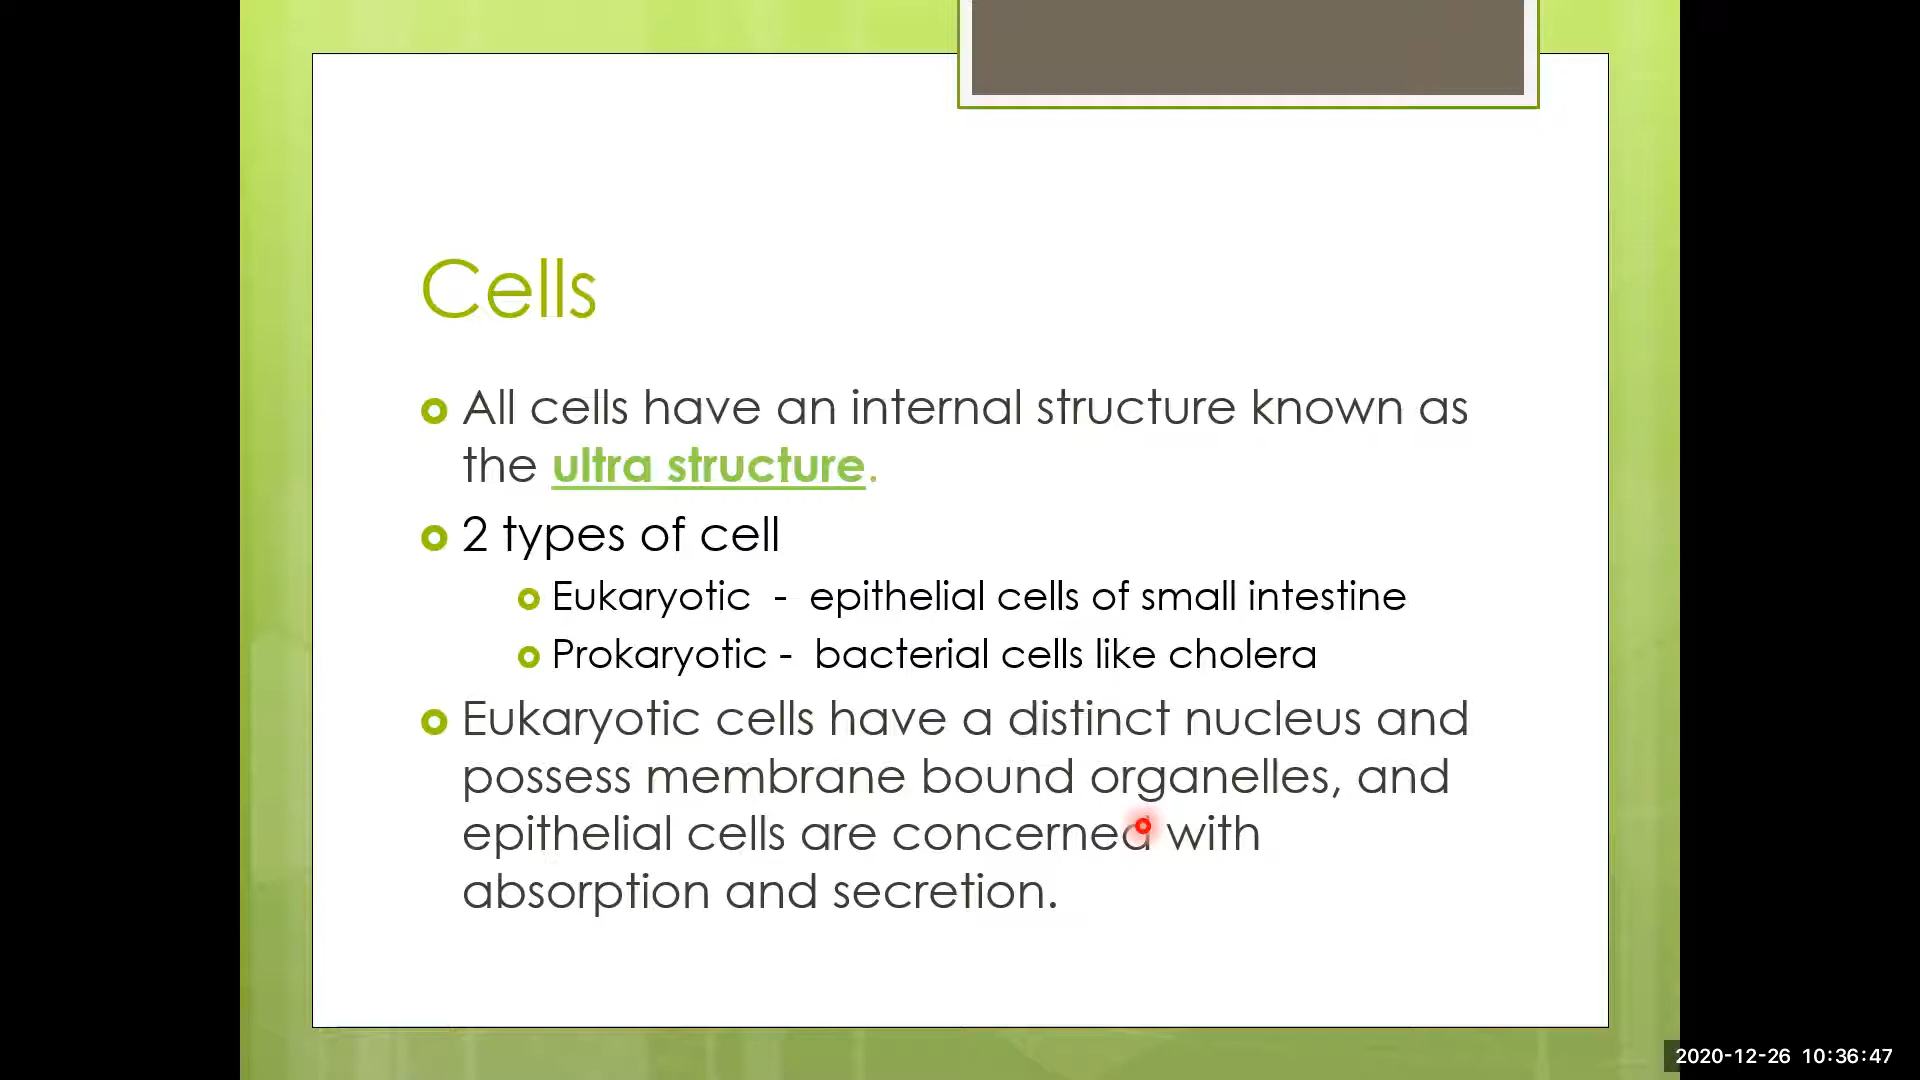 Cells
All cells have an internal structure known as
the ultra structure.
2 types of cell
Eukaryotic - epithelial cells of small intestine
Prokaryotic - bacterial cells like cholera
Eukaryotic cells have a distinct nucleus and
possess membrane bound organelles, and
epithelial cells are concerned with
absorption and secretion.
2020-12-26 10:36:47